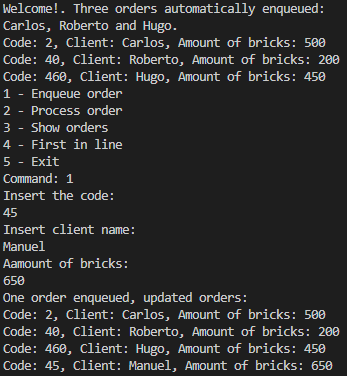 Welcome!. Three orders automatically enqueued:
Carlos, Roberto and Hugo.
Code: 2, Client: Carlos, Amount of bricks: 500
Code: 40, Client: Roberto, Amount of bricks: 200
Code: 460, Client: Hugo, Amount of bricks: 450
1 - Enqueue order
2 - Process order
3 - Show orders
4 - First in line
5 - Exit
Command: 1
Insert the code:
45
Insert client name:
Manuel
Aamount of bricks:
650
One order enqueued, updated orders:
Code: 2, Client: Carlos, Amount of bricks: 500
Code: 40, Client: Roberto, Amount of bricks: 200
Code: 460, Client: Hugo, Amount of bricks: 450
Code: 45, Client: Manuel, Amount of bricks: 650